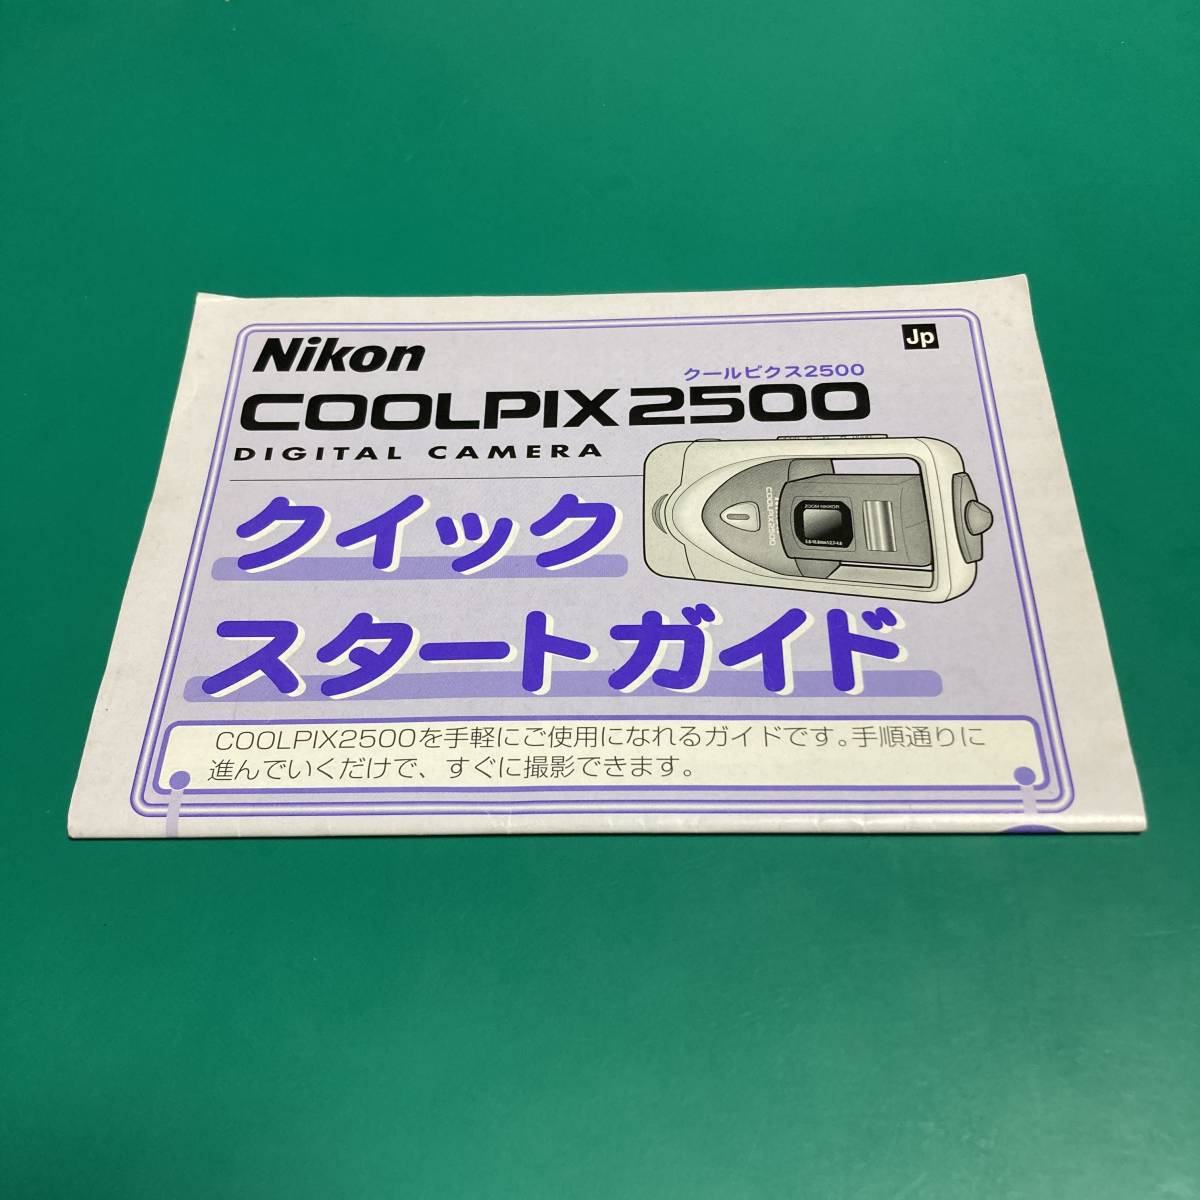 Nikon
Jp
クールピクス2500
COOLPIX2500
DIGITAL CAMERA
クイック
スタートガイド
COOLPIX2500
ZOOM NIKKOR
COOLPIX2500を手軽にご使用になれるガイドです。手順通りに
進んでいくだけで、すぐに撮影できます。